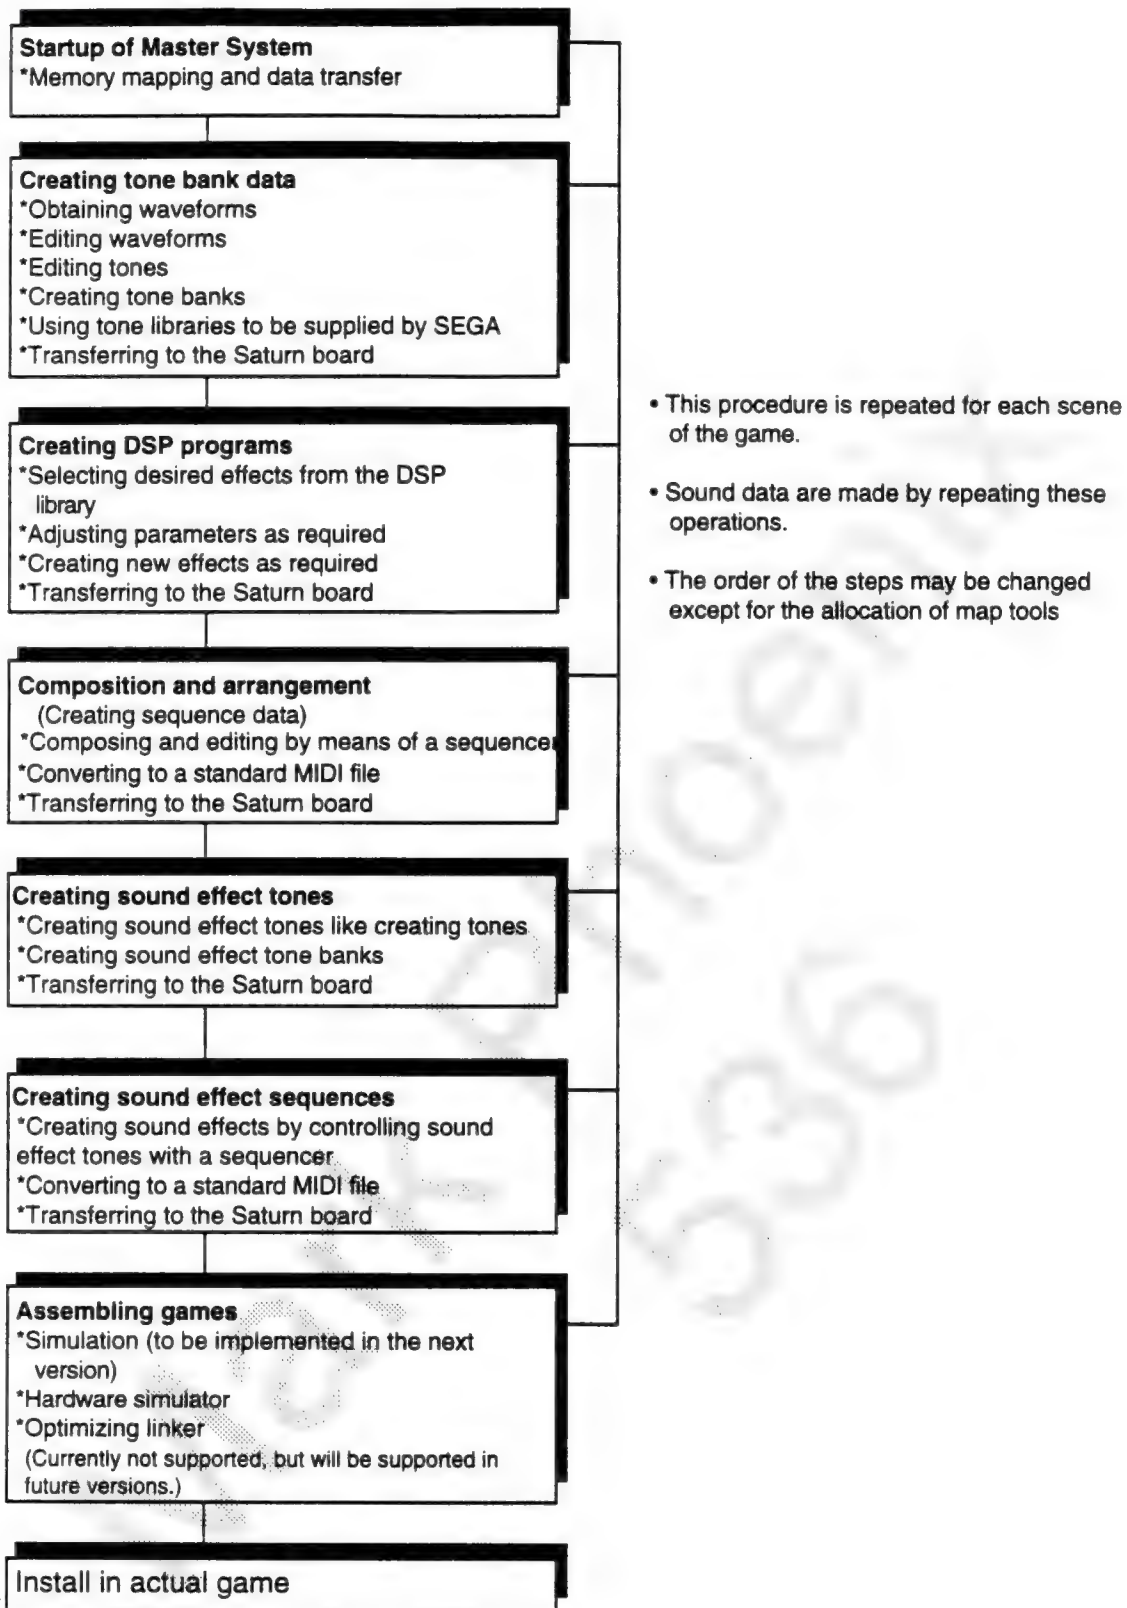 Startup of Master System
*Memory mapping and data transfer
Creating tone bank data
*Obtaining waveforms
*Editing waveforms
*Editing tones
*Creating tone banks
*Using tone libraries to be supplied by SEGA
*Transferring to the Saturn board
Creating DSP programs
*Selecting desired effects from the DSP
library
*Adjusting parameters as required
*Creating new effects as required
*Transferring to the Saturn board
Composition and arrangement
(Creating sequence data)
*Composing and editing by means of a sequencer
*Converting to a standard MIDI file
*Transferring to the Saturn board
Creating sound effect tones
*Creating sound effect tones like creating tones
*Creating sound effect tone banks
*Transferring to the Saturn board
Creating sound effect sequences
*Creating sound effects by controlling sound
effect tones with a sequencer
*Converting to a standard MIDI file
*Transferring to the Saturn board
Assembling games
*Simulation (to be implemented in the next
version)
*Hardware simulator
*Optimizing linker
(Currently not supported, but will be supported in
future versions.)
Install in actual game
• This procedure is repeated for each scene
of the game.
• Sound data are made by repeating these
operations.
• The order of the steps may be changed
except for the allocation of map tools
Mark Phoenix
536